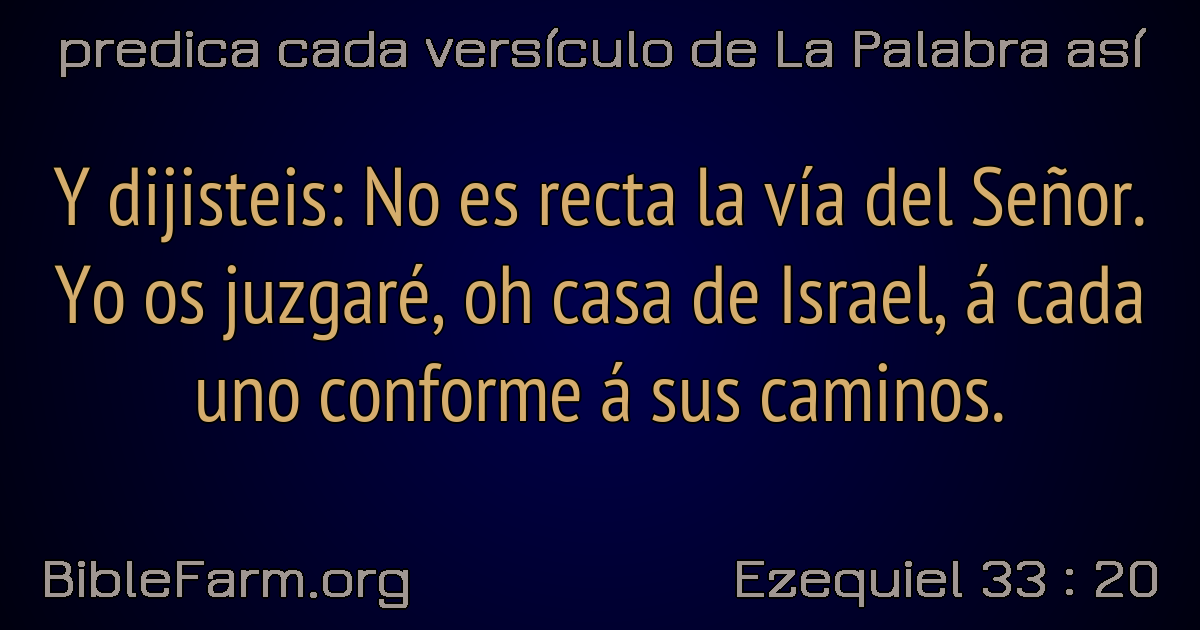 predica cada versículo de La Palabra así
Y dijisteis: No es recta la vía del Señor.
Yo os juzgaré, oh casa de Israel, á cada
uno conforme á sus caminos.
BibleFarm.org
Ezequiel 33 : 20